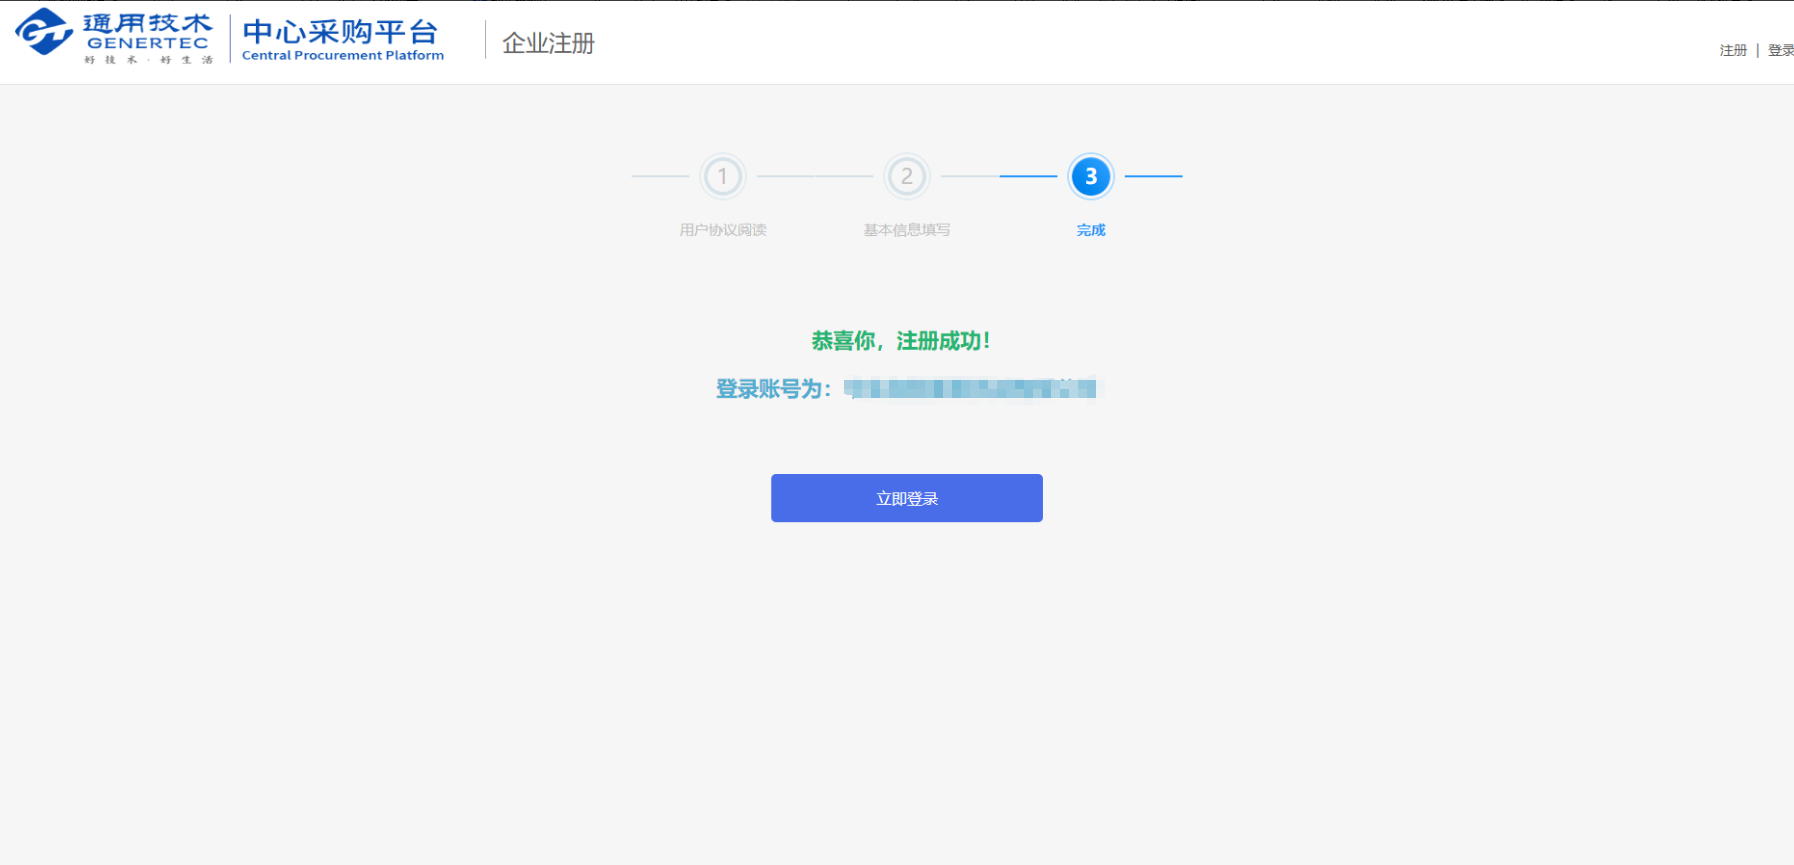 通用技术
GENERTEC
好技术·好生活
中心采购平台
Central Procurement Platform
企业注册
注册 | 登录
1
2
3
用户协议阅读
基本信息填写
完成
恭喜你，注册成功！
登录账号为：
立即登录